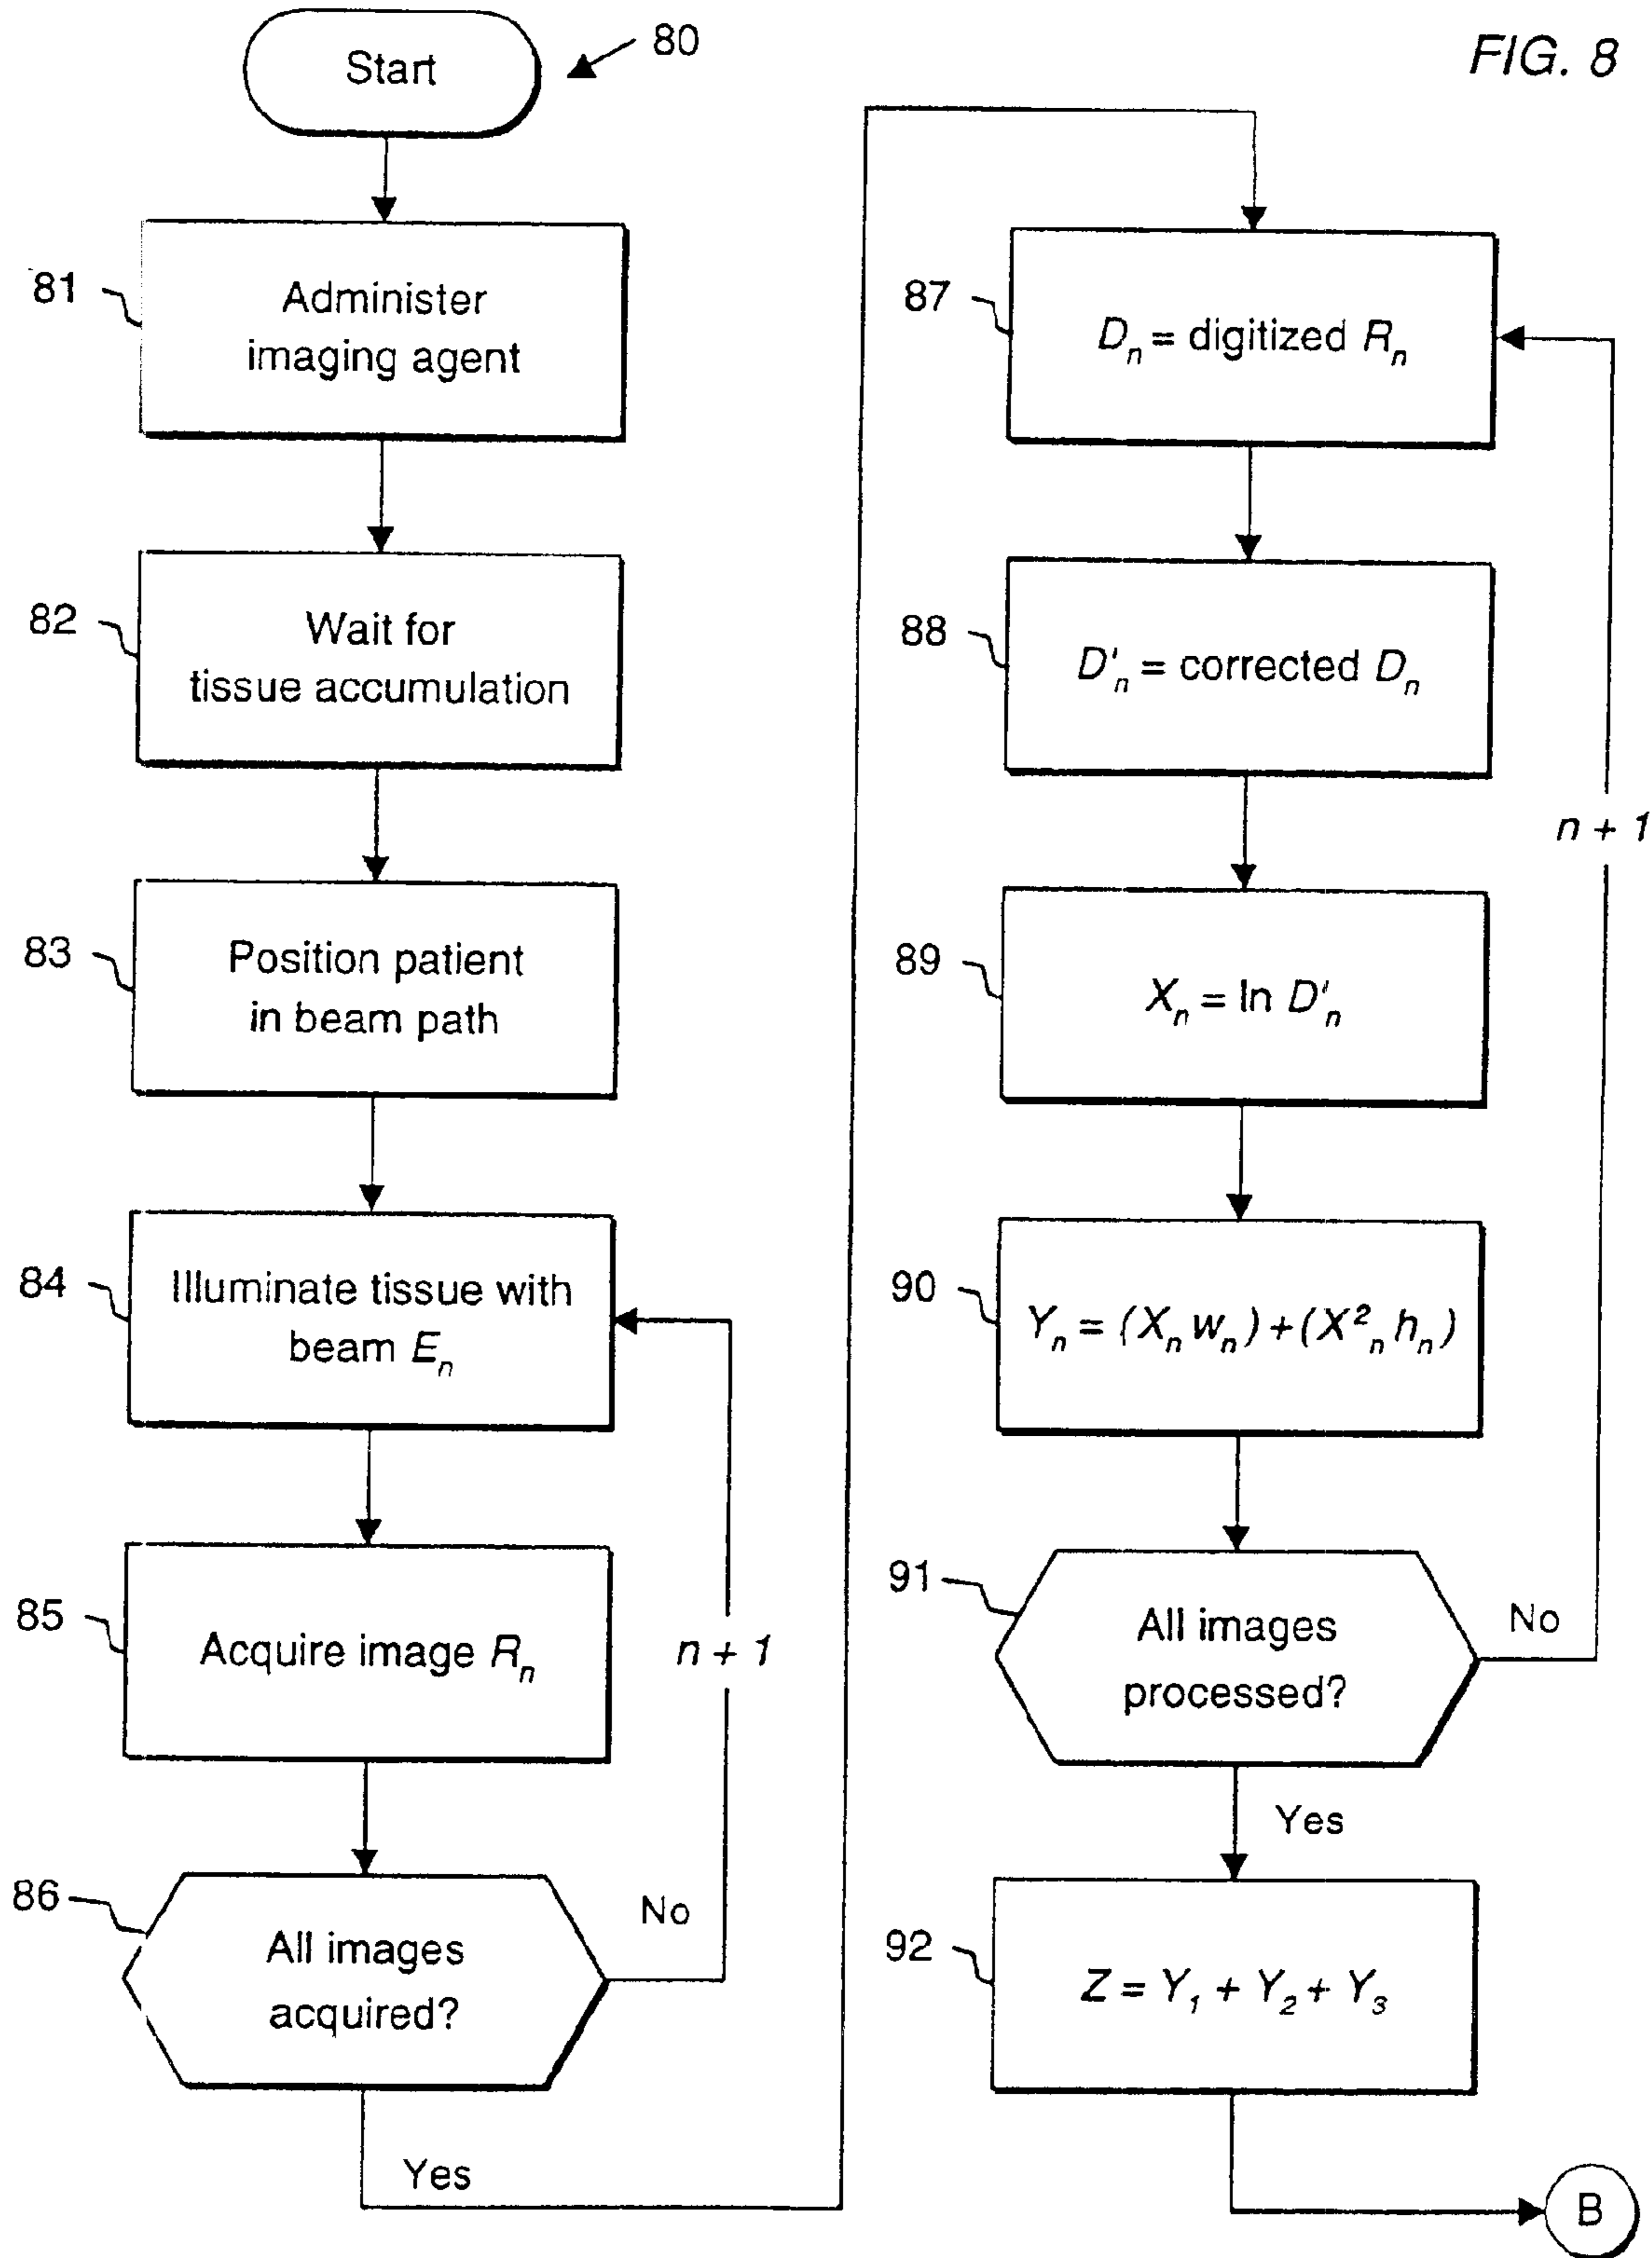 FIG. 8
Start
80
81
Administer
imaging agent
82
Wait for
tissue accumulation
83
Position patient
in beam path
84
Illuminate tissue with
beam Eₙ
85
Acquire image Rₙ
n + 1
86
All images
acquired?
No
Yes
87
Dₙ = digitized Rₙ
88
D'ₙ = corrected Dₙ
n + 1
89
Xₙ = ln D'ₙ
90
Yₙ = (Xₙ wₙ) + (X²ₙ hₙ)
91
All images
processed?
No
Yes
92
Z = Y₁ + Y₂ + Y₃
B